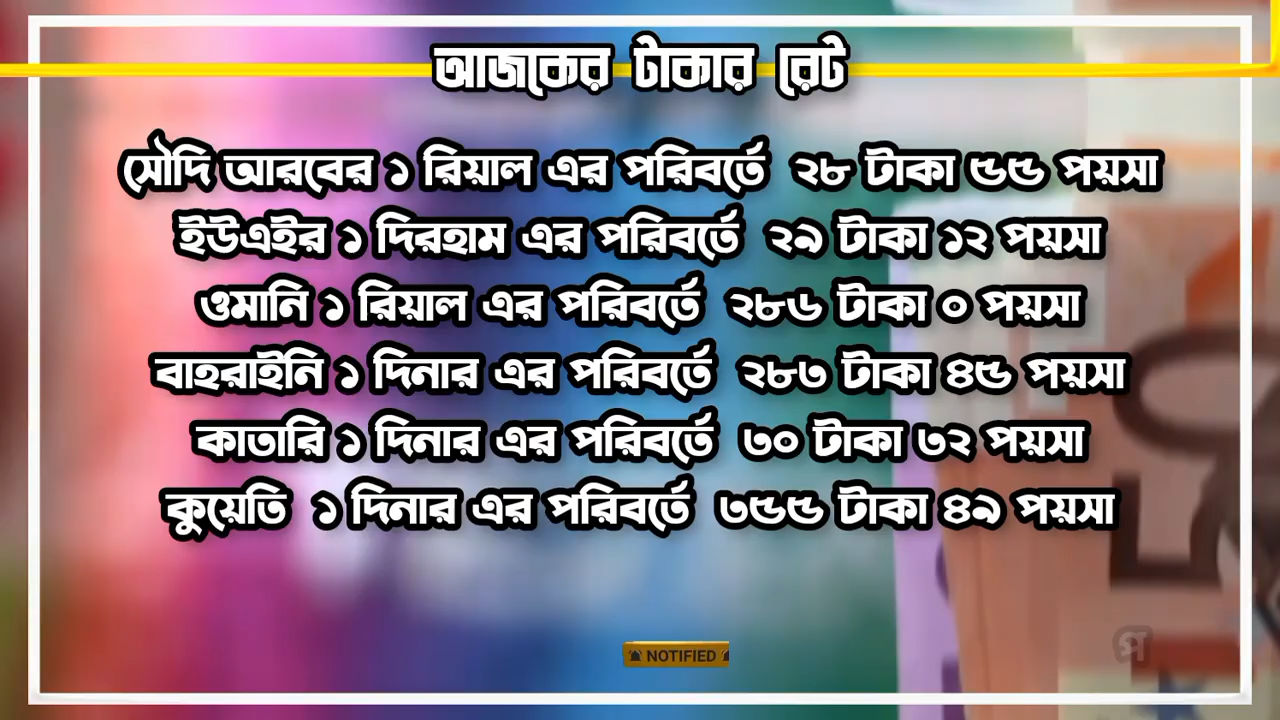 আজকের টাকার রেট
সৌদি আরবের ১ রিয়াল এর পরিবর্তে ২৮ টাকা ৫৫ পয়সা
ইউএইর ১ দিরহাম এর পরিবর্তে ২৯ টাকা ১২ পয়সা
ওমানি ১ রিয়াল এর পরিবর্তে ২৮৬ টাকা ০ পয়সা
বাহরাইনি ১ দিনার এর পরিবর্তে ২৮৩ টাকা ৪৫ পয়সা
কাতারি ১ দিনার এর পরিবর্তে ৩০ টাকা ৩২ পয়সা
কুয়েতি ১ দিনার এর পরিবর্তে ৩৫৫ টাকা ৪৯ পয়সা
NOTIFIED
প